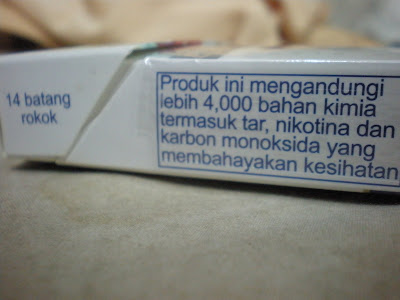 14 batang
rokok
Produk ini mengandungi
lebih 4,000 bahan kimia
termasuk tar, nikotina dan
karbon monoksida yang
membahayakan kesihatan